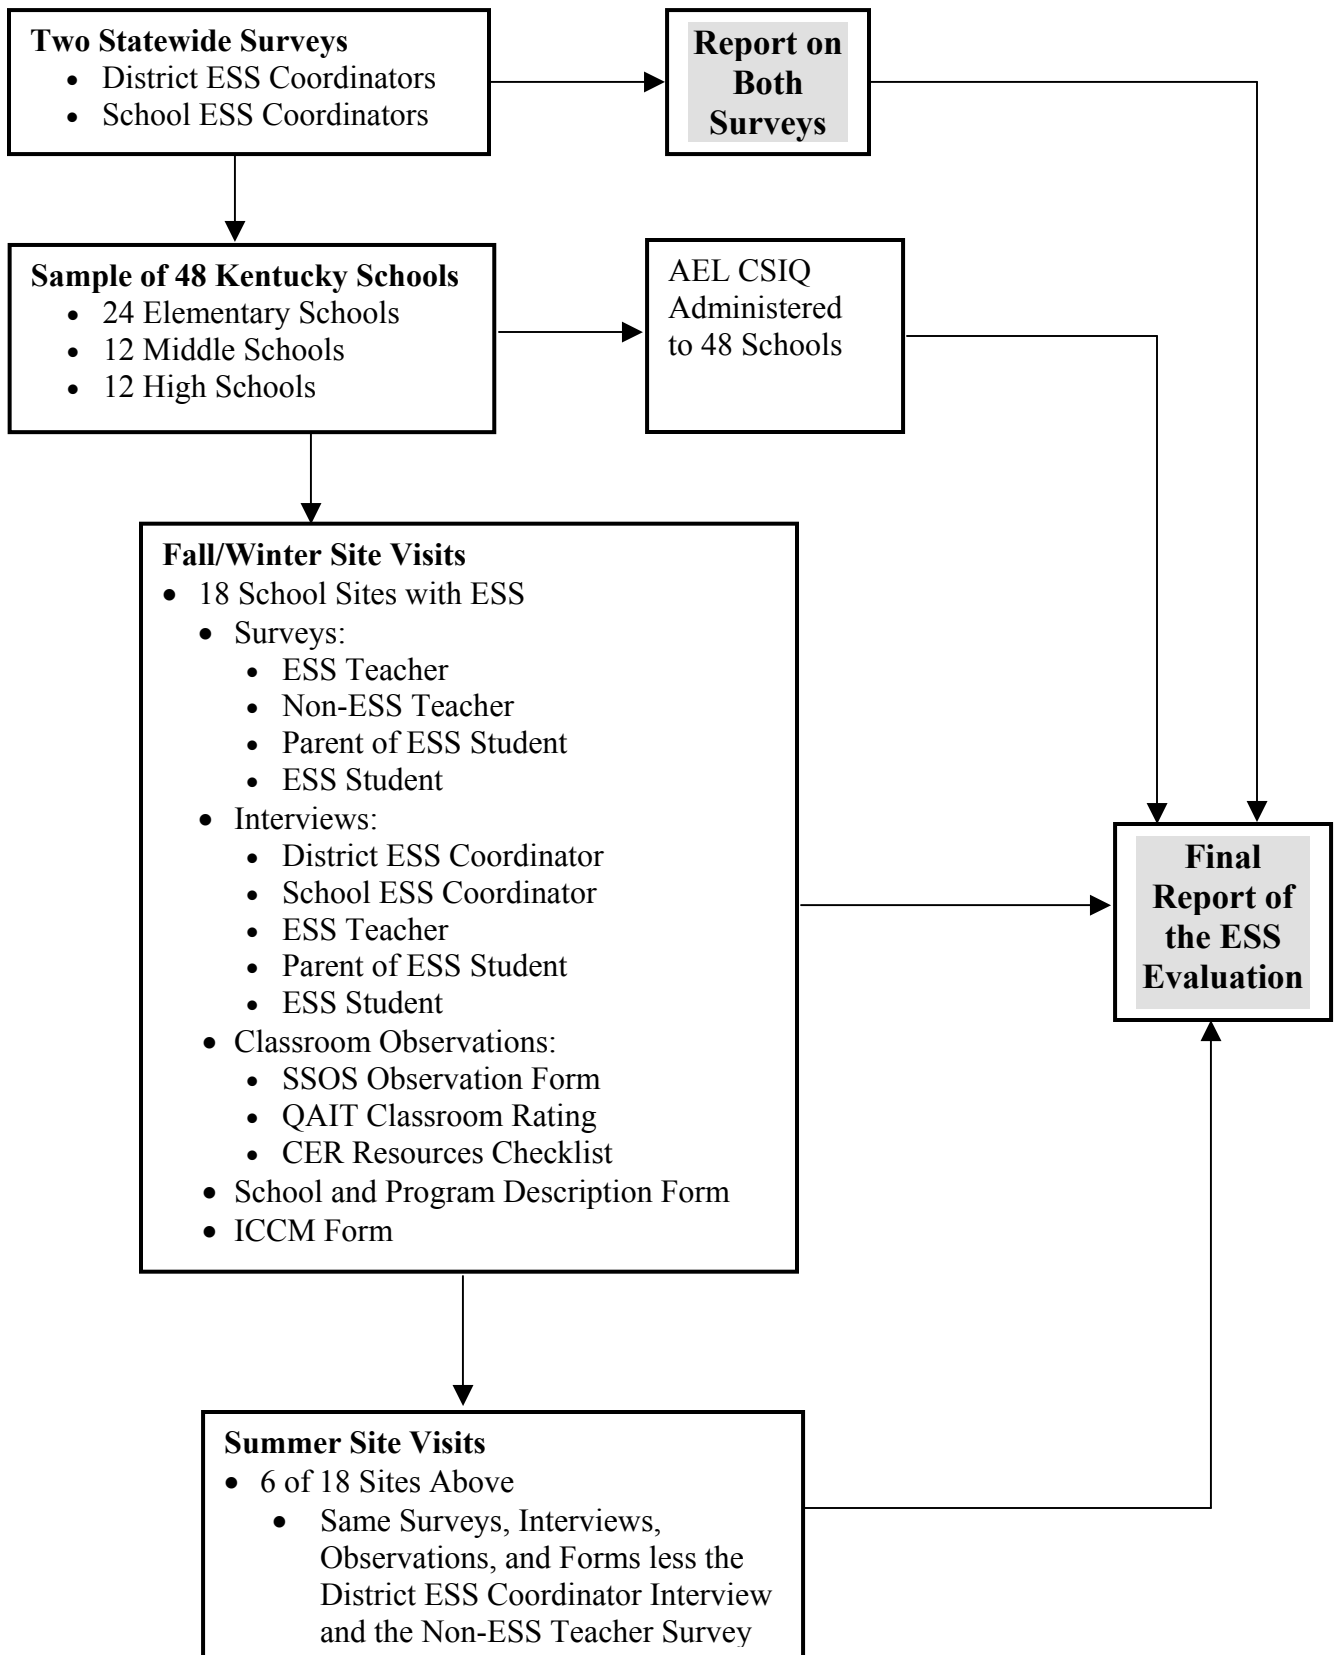 Two Statewide Surveys
• District ESS Coordinators
• School ESS Coordinators
Report on
Both
Surveys
Sample of 48 Kentucky Schools
• 24 Elementary Schools
• 12 Middle Schools
• 12 High Schools
AEL CSIQ
Administered
to 48 Schools
Fall/Winter Site Visits
• 18 School Sites with ESS
• Surveys:
• ESS Teacher
• Non-ESS Teacher
• Parent of ESS Student
• ESS Student
• Interviews:
• District ESS Coordinator
• School ESS Coordinator
• ESS Teacher
• Parent of ESS Student
• ESS Student
• Classroom Observations:
• SSOS Observation Form
• QAIT Classroom Rating
• CER Resources Checklist
• School and Program Description Form
• ICCM Form
Final
Report of
the ESS
Evaluation
Summer Site Visits
• 6 of 18 Sites Above
• Same Surveys, Interviews,
Observations, and Forms less the
District ESS Coordinator Interview
and the Non-ESS Teacher Survey